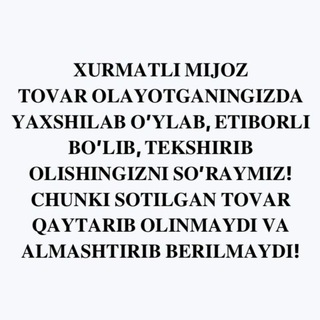 XURMATLI MIJOZ
TOVAR OLAYOTGANINGIZDA
YAXSHILAB O'YLAB, ETIBORLI
BO'LIB, TEKSHIRIB
OLISHINGIZNI SO'RAYMIZ!
CHUNKI SOTILGAN TOVAR
QAYTARIB OLINMAYDI VA
ALMASHTIRIB BERILMAYDI!